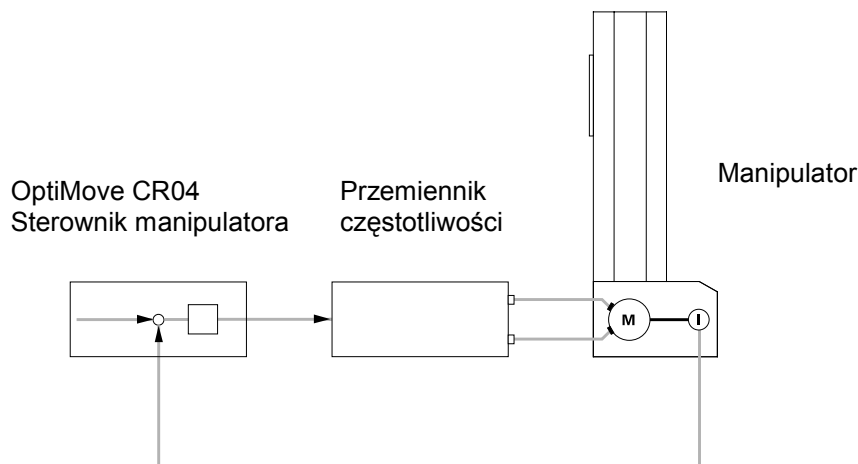 OptiMove CR04
Sterownik manipulatora
Przemiennik
częstotliwości
Manipulator
M
I